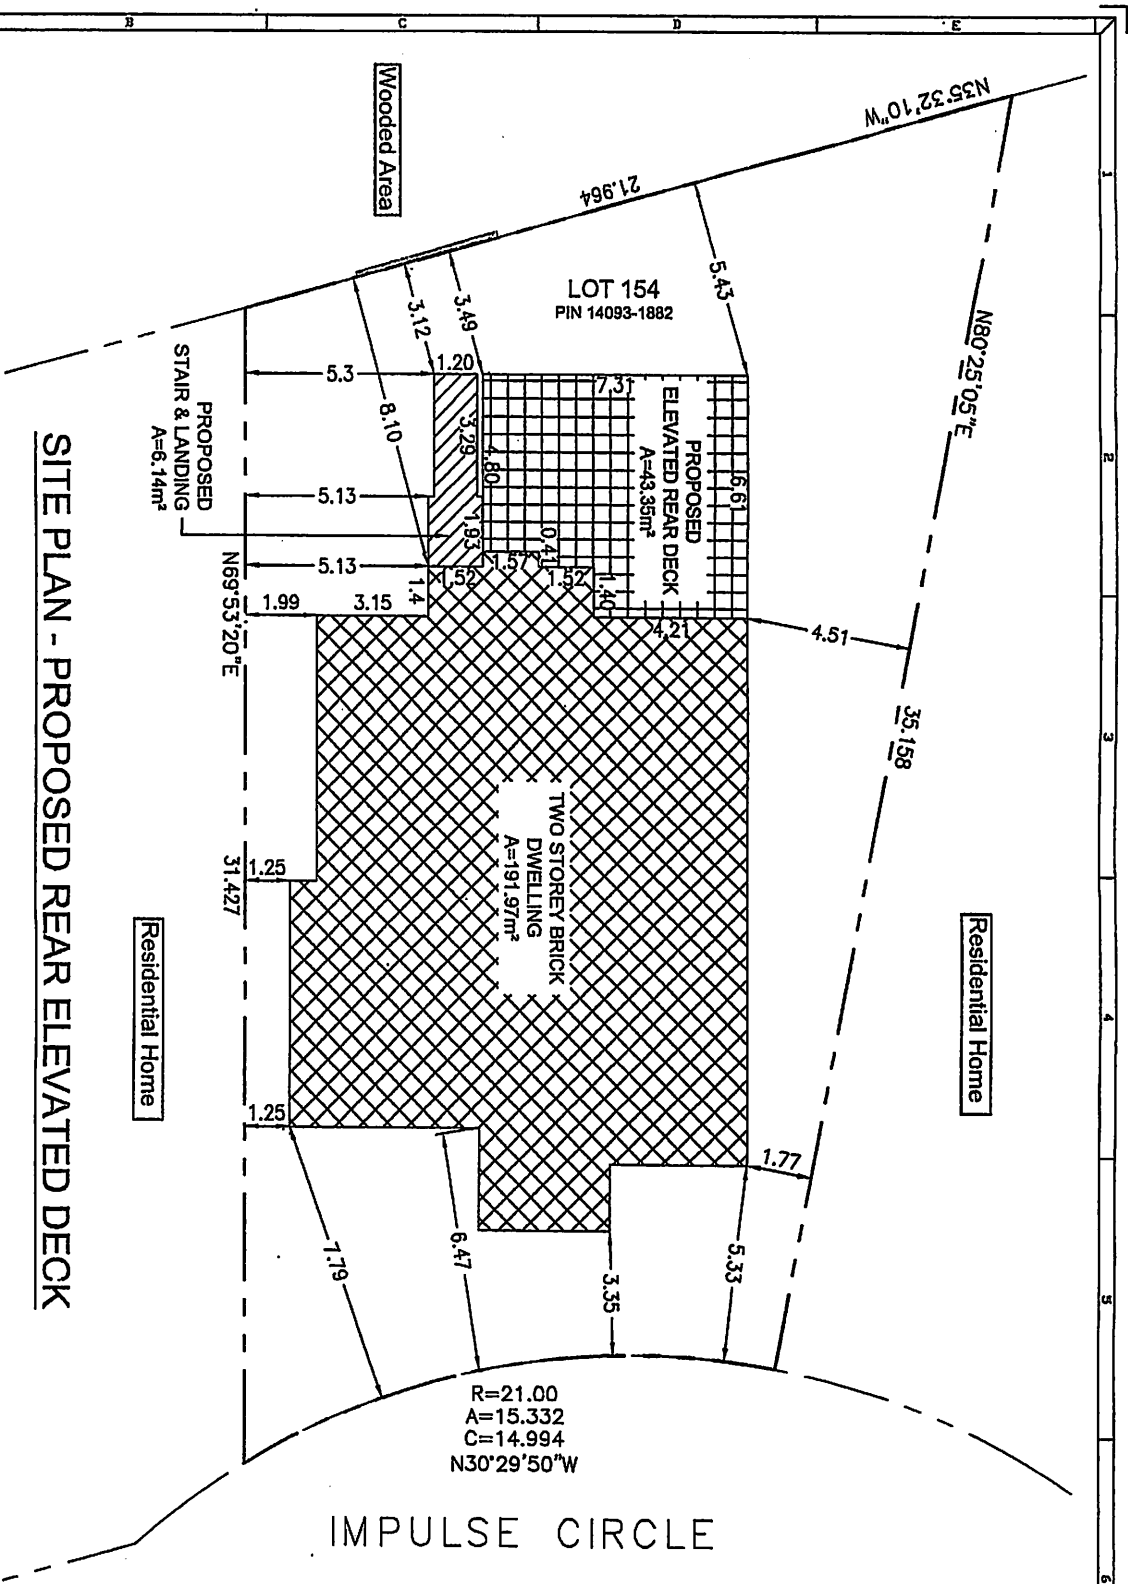 B
C
D
E
1
2
3
4
5
6
Wooded Area
N35°32'10"W
21.964
LOT 154
PIN 14093-1882
5.43
3.49
3.12
8.10
N80°25'05"E
35.158
5.3
1.20
7.31
PROPOSED
ELEVATED REAR DECK
A=43.35m²
6.61
3.29
4.80
PROPOSED
STAIR & LANDING
A=6.14m²
5.13
1.93
0.41
1.57
5.13
1.52
1.52
1.4
1.40
1.99
3.15
4.21
4.51
N69°53'20"E
31.427
TWO STOREY BRICK
DWELLING
A=191.97m²
1.25
1.25
Residential Home
Residential Home
1.77
7.79
6.47
3.35
5.33
R=21.00
A=15.332
C=14.994
N30°29'50"W
IMPULSE CIRCLE
SITE PLAN - PROPOSED REAR ELEVATED DECK